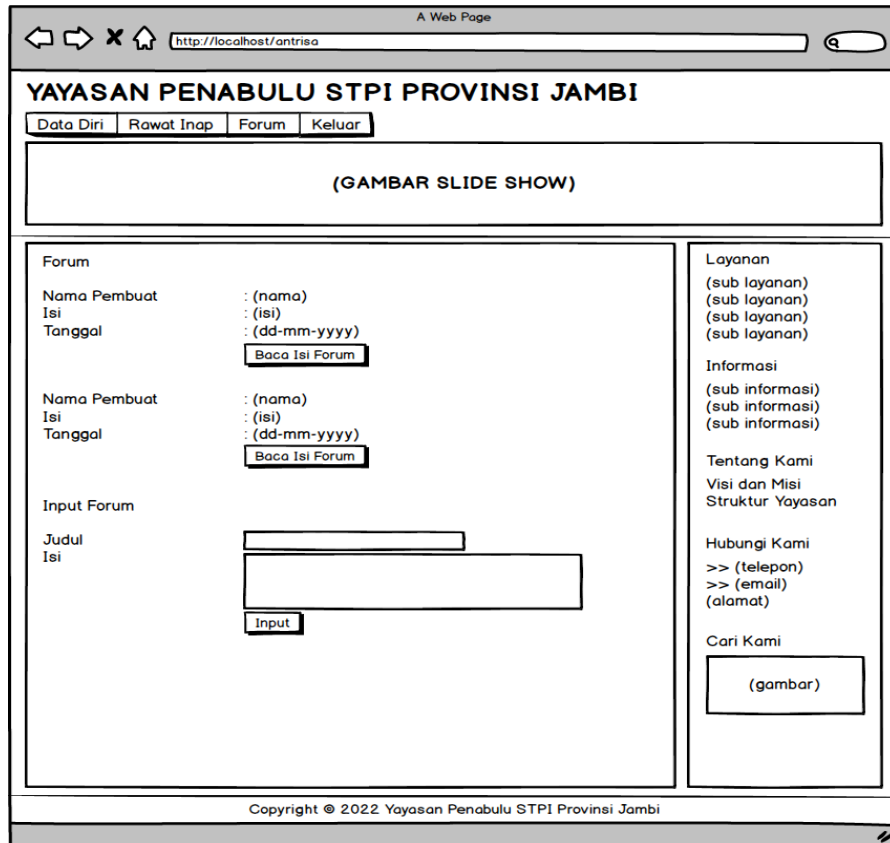 A Web Page
http://localhost/antrisa
YAYASAN PENABULU STPI PROVINSI JAMBI
Data Diri Rawat Inap Forum Keluar
(GAMBAR SLIDE SHOW)
Forum
Nama Pembuat : (nama)
Isi : (isi)
Tanggal : (dd-mm-yyyy)
Baca Isi Forum
Nama Pembuat : (nama)
Isi : (isi)
Tanggal : (dd-mm-yyyy)
Baca Isi Forum
Input Forum
Judul
Isi
Input
Layanan
(sub layanan)
(sub layanan)
(sub layanan)
(sub layanan)
Informasi
(sub informasi)
(sub informasi)
(sub informasi)
Tentang Kami
Visi dan Misi
Struktur Yayasan
Hubungi Kami
>> (telepon)
>> (email)
(alamat)
Cari Kami
(gambar)
Copyright © 2022 Yayasan Penabulu STPI Provinsi Jambi